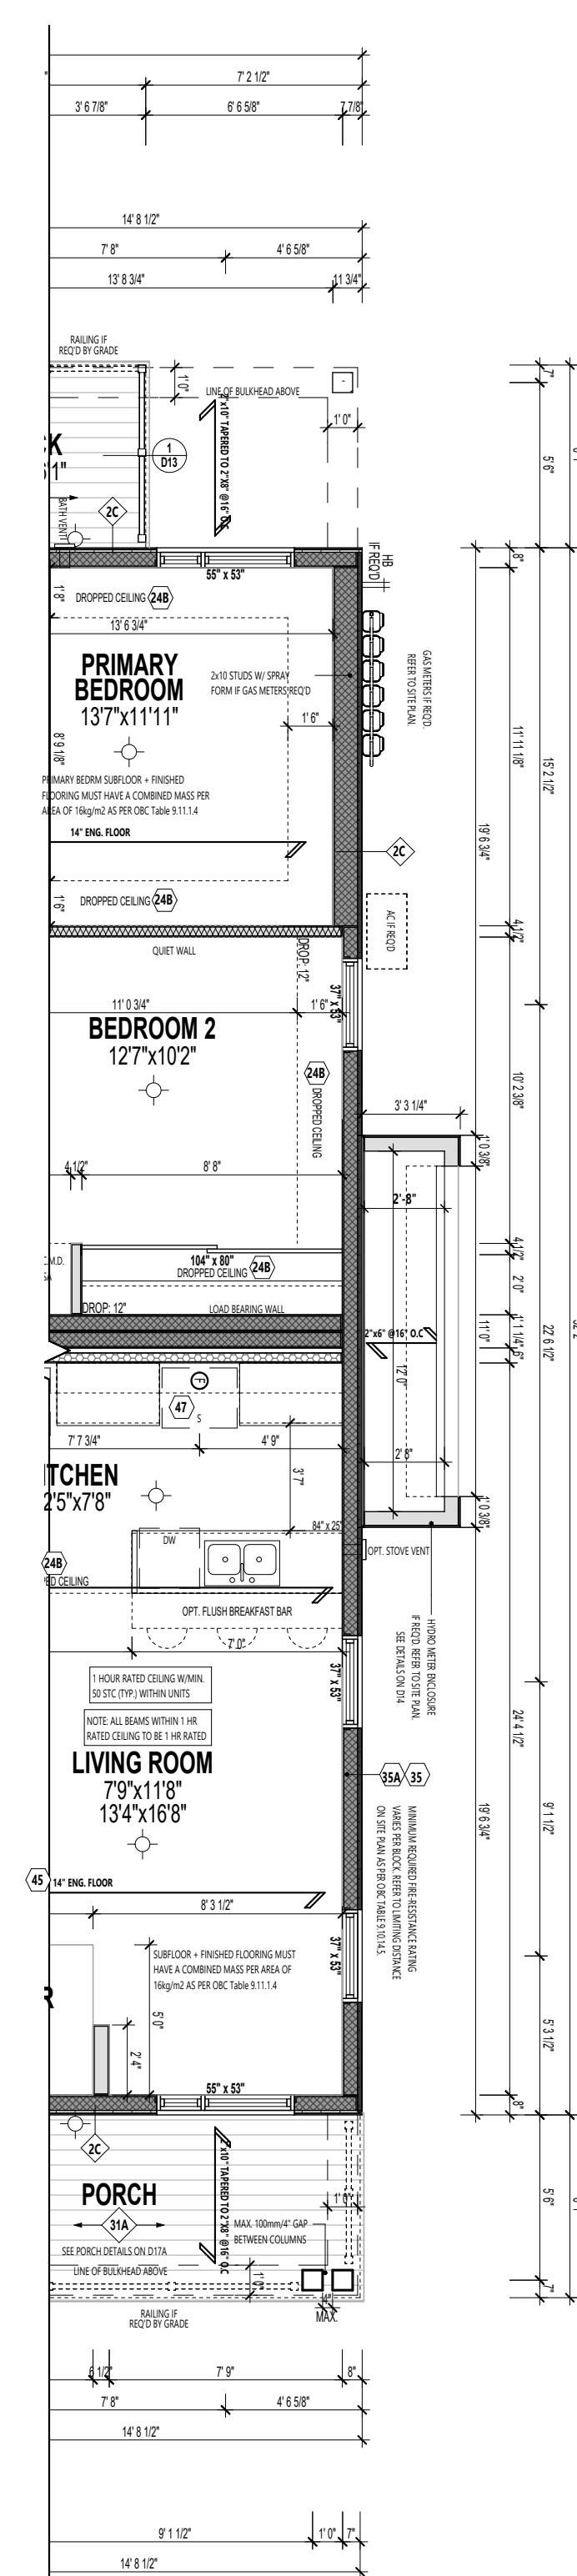 7' 2 1/2"
3' 6 7/8"
6' 6 5/8"
7 7/8"
14' 8 1/2"
7' 8"
4' 6 5/8"
13' 8 3/4"
11 3/4"
RAILING IF
REQ'D BY GRADE
7"
1' 0"
LINE OF BULKHEAD ABOVE
-
1' 0"
2"x10" TAPERED TO 2"X8" @16" O.C
K
1
D13
5' 6"
BATH VENT
2C
HB
IF REQ'D
8"
55" x 53"
1' 8"
DROPPED CEILING
24B
13' 6 3/4"
PRIMARY
BEDROOM
13'7"x11'11"
2x10 STUDS W/ SPRAY
FORM IF GAS METERS REQ'D
GAS METERS IF REQ'D.
REFER TO SITE PLAN.
1' 6"
8' 9 1/8"
11' 11 1/8"
15' 2 1/2"
PRIMARY BEDRM SUBFLOOR + FINISHED
FLOORING MUST HAVE A COMBINED MASS PER
AREA OF 16kg/m2 AS PER OBC Table 9.11.1.4
14" ENG. FLOOR
19' 6 3/4"
2C
1' 6"
DROPPED CEILING
24B
AC IF REQ'D
4 1/2"
QUIET WALL
DROP: 12"
37" x 53"
11' 0 3/4"
1' 6"
BEDROOM 2
12'7"x10'2"
24B
DROPPED CEILING
10' 2 3/8"
3' 3 1/4"
1' 0 3/8"
4 1/2"
8' 8"
2'-8"
4 1/2"
104" x 80"
DROPPED CEILING
24B
2' 0"
DROP: 12"
LOAD BEARING WALL
1' 1 1/4"
11' 0"
22' 6 1/2"
2"x6" @16" O.C
6"
12' 0"
F
47
S
7' 7 3/4"
4' 9"
2' 8"
3' 7"
TCHEN
2'5"x7'8"
1' 0 3/8"
84" x 25"
DW
OPT. STOVE VENT
24B
ED CEILING
OPT. FLUSH BREAKFAST BAR
HYDRO METER ENCLOSURE
IF REQ'D. REFER TO SITE PLAN.
SEE DETAILS ON D14
7' 0"
37" x 53"
1 HOUR RATED CEILING W/MIN.
50 STC (TYP.) WITHIN UNITS
NOTE: ALL BEAMS WITHIN 1 HR
RATED CEILING TO BE 1 HR RATED
24' 4 1/2"
LIVING ROOM
7'9"x11'8"
13'4"x16'8"
35A
35
MINIMUM REQUIRED FIRE-RESISTANCE RATING
VARIES PER BLOCK. REFER TO LIMITING DISTANCE
ON SITE PLAN AS PER OBC TABLE 9.10.14.5.
19' 6 3/4"
9' 1 1/2"
45
14" ENG. FLOOR
8' 3 1/2"
37" x 53"
SUBFLOOR + FINISHED FLOORING MUST
HAVE A COMBINED MASS PER AREA OF
16kg/m2 AS PER OBC Table 9.11.1.4
R
5' 0"
2' 4"
5' 3 1/2"
55" x 53"
8"
2C
PORCH
31A
2"x10" TAPERED TO 2"X8" @16" O.C
1' 0"
MAX. 100mm/4" GAP
BETWEEN COLUMNS
5' 6"
SEE PORCH DETAILS ON D17A
LINE OF BULKHEAD ABOVE
1' 0"
7"
4"
MAX.
RAILING IF
REQ'D BY GRADE
6 1/2"
7' 9"
8"
7' 8"
4' 6 5/8"
14' 8 1/2"
9' 1 1/2"
1' 0"
7"
14' 8 1/2"